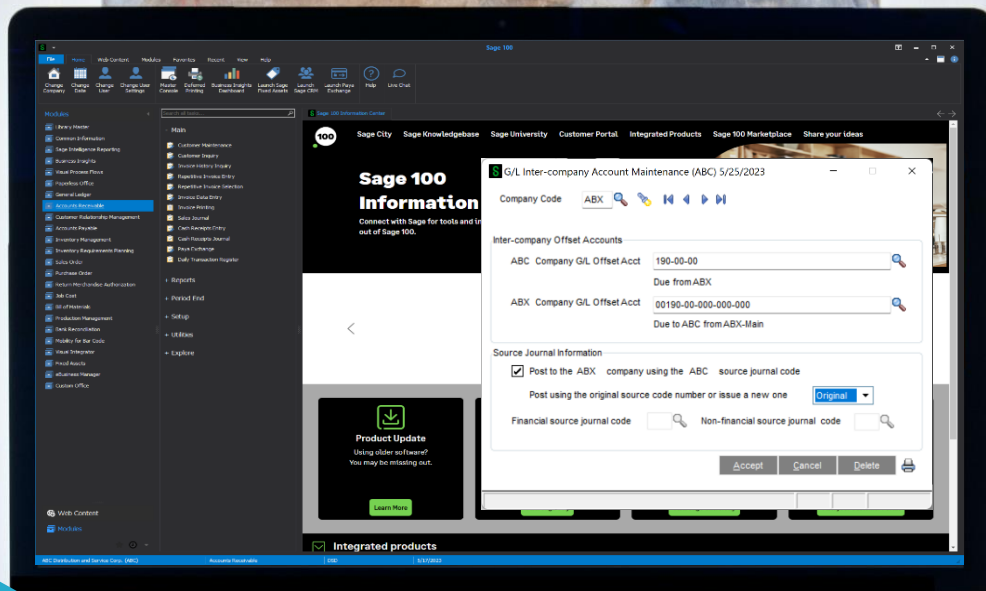 Sage 100
File Home Web Content Modules Favorites Recent View Help
Change Company
Change Date
Change User
Change User Settings
Master Console
Deferred Printing
Business Insights Dashboard
Launch Sage Fixed Assets
Launch Sage CRM
Launch Paya Exchange
Help
Live Chat
Modules
Library Master
Common Information
Sage Intelligence Reporting
Business Insights
Visual Process Flows
Paperless Office
General Ledger
Accounts Receivable
Customer Relationship Management
Accounts Payable
Inventory Management
Inventory Requirements Planning
Sales Order
Purchase Order
Return Merchandise Authorization
Job Cost
Bill of Materials
Production Management
Bank Reconciliation
Mobility for Bar Code
Visual Integrator
Fixed Assets
eBusiness Manager
Custom Office
Web Content
Modules
Main
Customer Maintenance
Customer Inquiry
Invoice History Inquiry
Repetitive Invoice Entry
Repetitive Invoice Selection
Invoice Data Entry
Invoice Printing
Sales Journal
Cash Receipts Entry
Cash Receipts Journal
Paya Exchange
Daily Transaction Register
Reports
Period End
Setup
Utilities
Explore
Sage 100 Information Center
100
Sage City Sage Knowledgebase Sage University Customer Portal Integrated Products Sage 100 Marketplace Share your ideas
Sage 100
Information
Connect with Sage for tools and in
out of Sage 100.
Product Update
Using older software?
You may be missing out.
Learn More
Integrated products
S G/L Inter-company Account Maintenance (ABC) 5/25/2023
Company Code ABX
Inter-company Offset Accounts
ABC Company G/L Offset Acct 190-00-00
Due from ABX
ABX Company G/L Offset Acct 00190-00-000-000-000
Due to ABC from ABX-Main
Source Journal Information
Post to the ABX company using the ABC source journal code
Post using the original source code number or issue a new one Original
Financial source journal code Non-financial source journal code
Accept Cancel Delete
ABC Distribution and Service Corp. (ABC) Accounts Receivable 5/17/2023